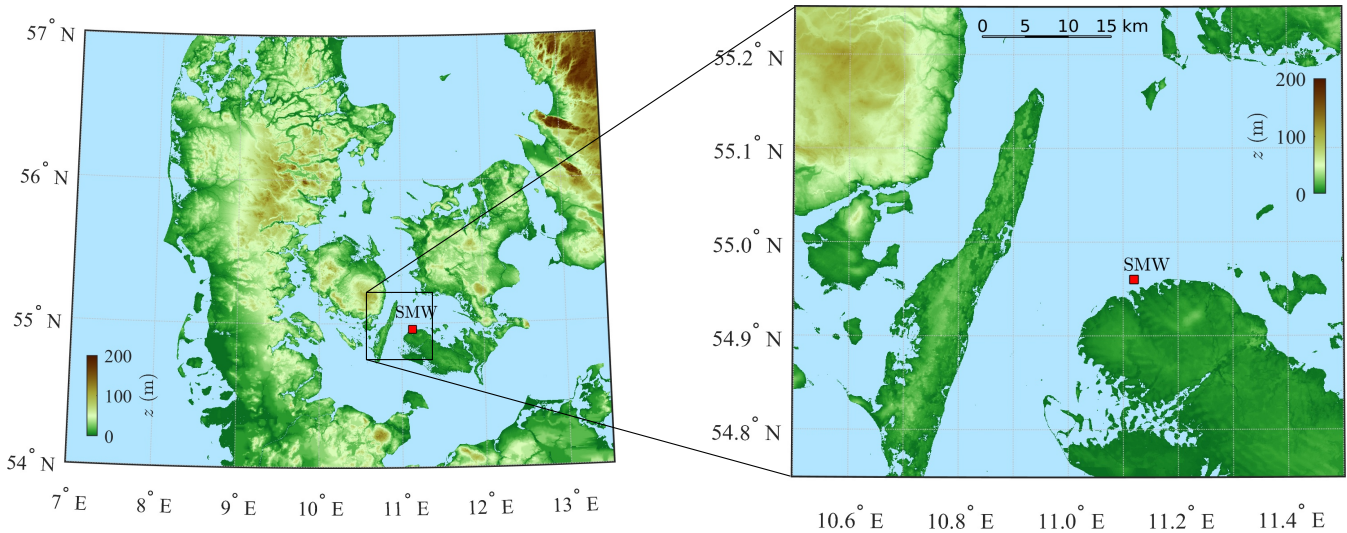 57° N
56° N
55° N
54° N
7° E
8° E
9° E
10° E
11° E
12° E
13° E
SMW
200
100
0
z (m)
55.2° N
55.1° N
55.0° N
54.9° N
54.8° N
10.6° E
10.8° E
11.0° E
11.2° E
11.4° E
0 5 10 15 km
SMW
200
100
0
z (m)